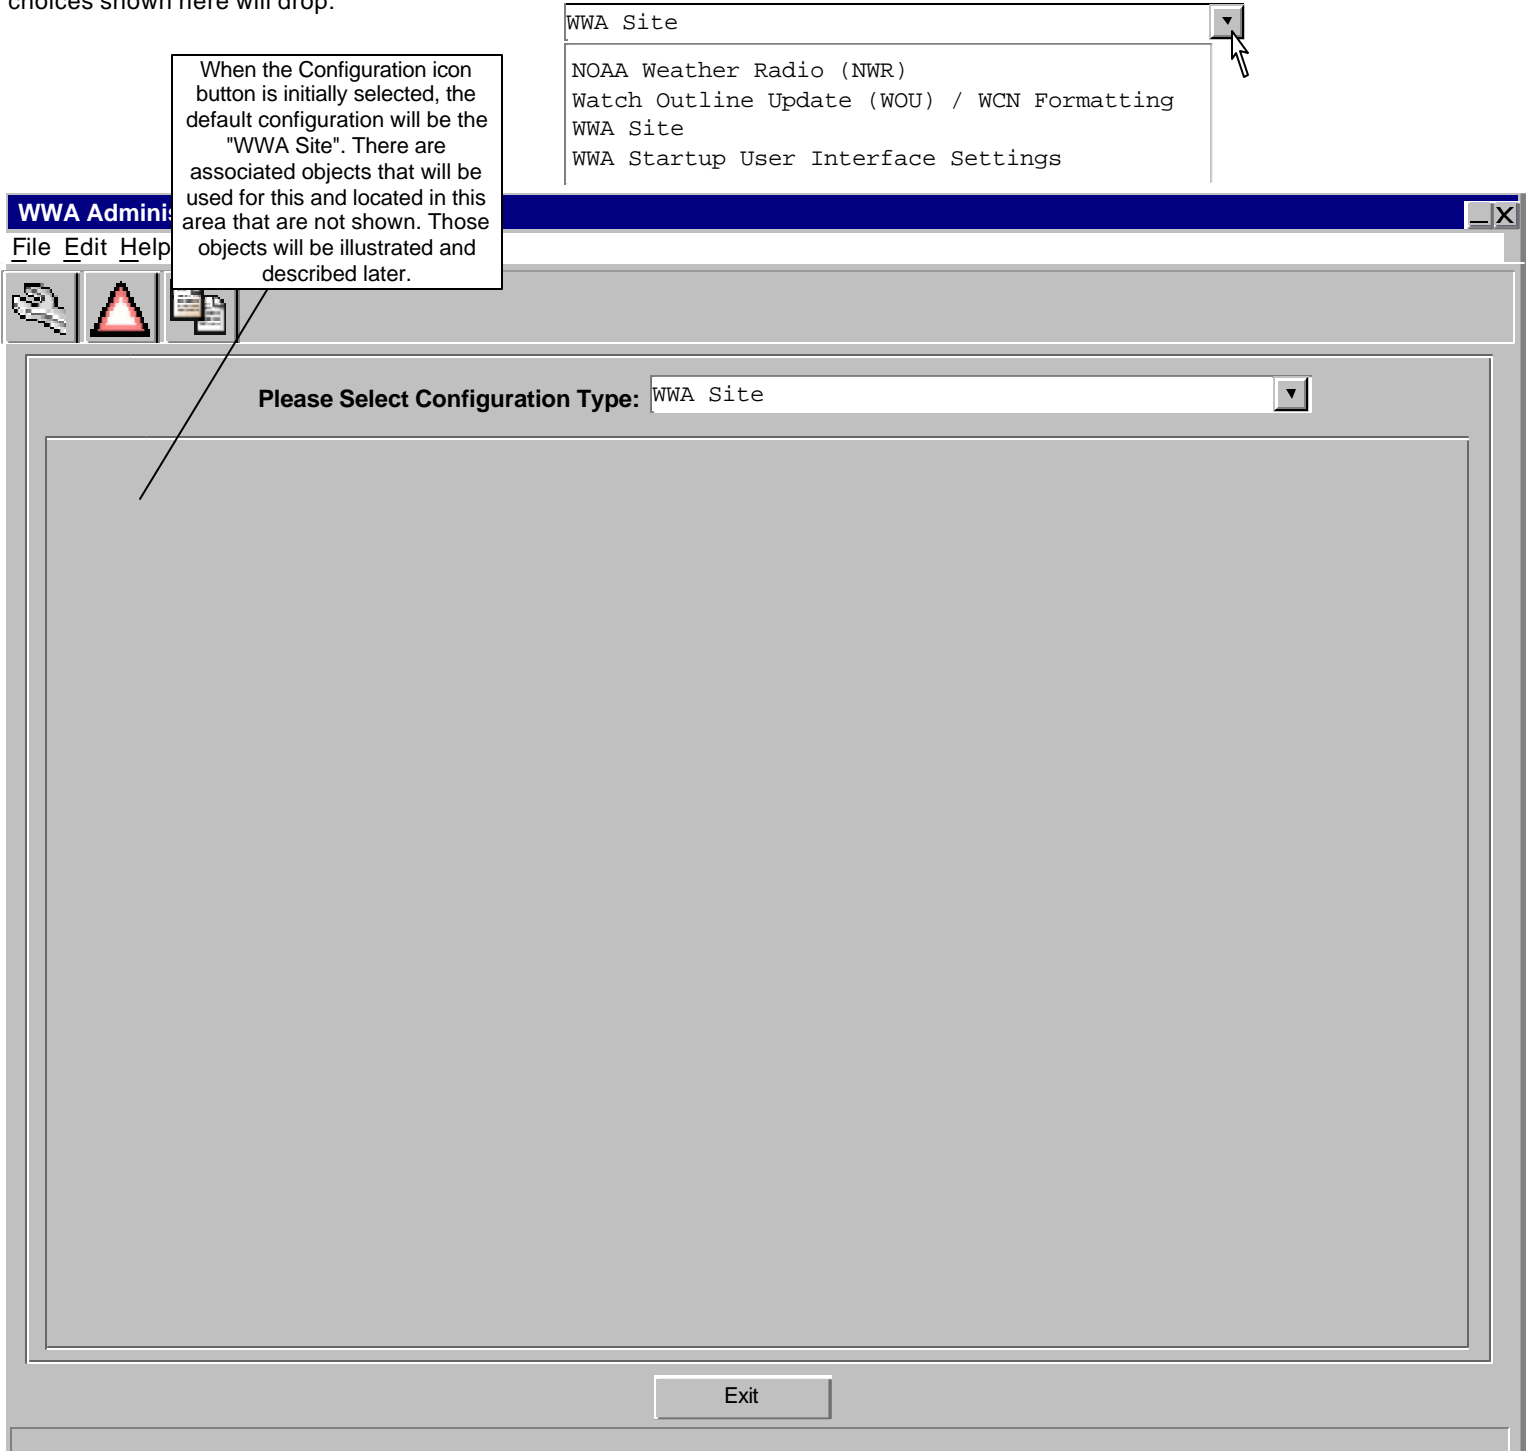 choices shown here will drop.
WWA Site
NOAA Weather Radio (NWR)
Watch Outline Update (WOU) / WCN Formatting
WWA Site
WWA Startup User Interface Settings
When the Configuration icon
button is initially selected, the
default configuration will be the
"WWA Site". There are
associated objects that will be
used for this and located in this
area that are not shown. Those
objects will be illustrated and
described later.
WWA
File Edit Help
Please Select Configuration Type: WWA Site
Exit